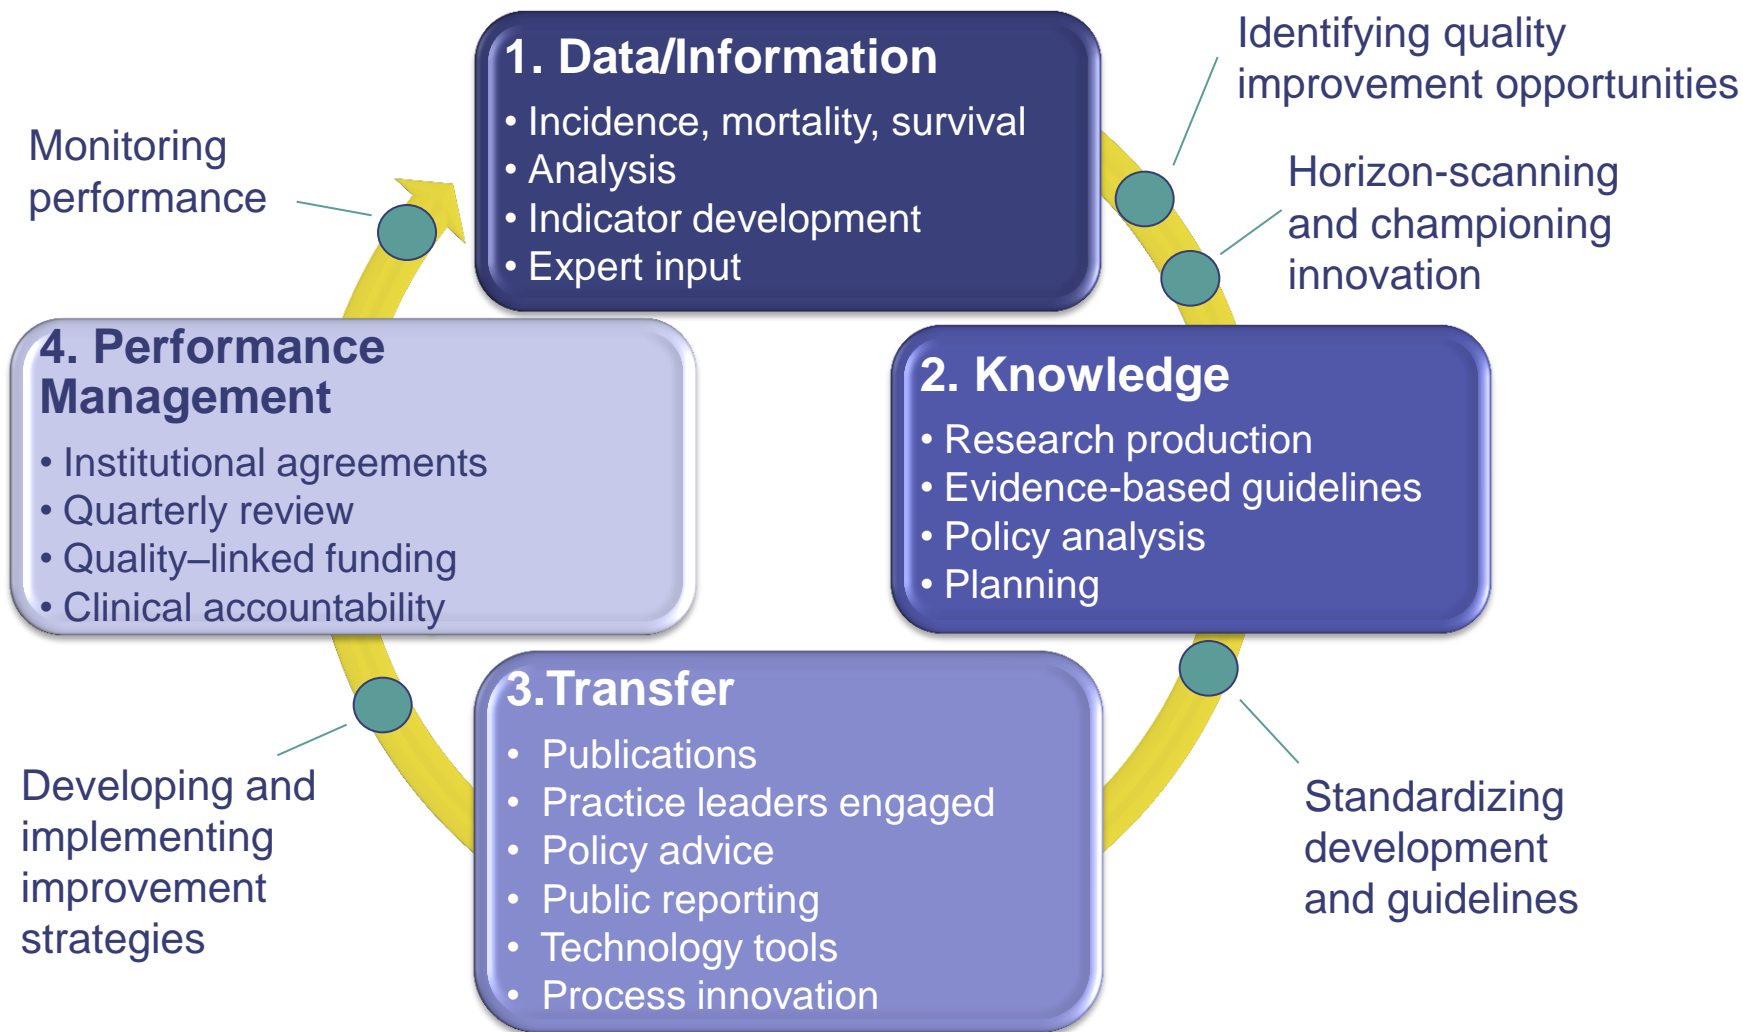 1. Data/Information
• Incidence, mortality, survival
• Analysis
• Indicator development
• Expert input
Identifying quality
improvement opportunities
Horizon-scanning
and championing
innovation
2. Knowledge
• Research production
• Evidence-based guidelines
• Policy analysis
• Planning
Standardizing
development
and guidelines
3.Transfer
• Publications
• Practice leaders engaged
• Policy advice
• Public reporting
• Technology tools
• Process innovation
Developing and
implementing
improvement
strategies
4. Performance
Management
• Institutional agreements
• Quarterly review
• Quality–linked funding
• Clinical accountability
Monitoring
performance